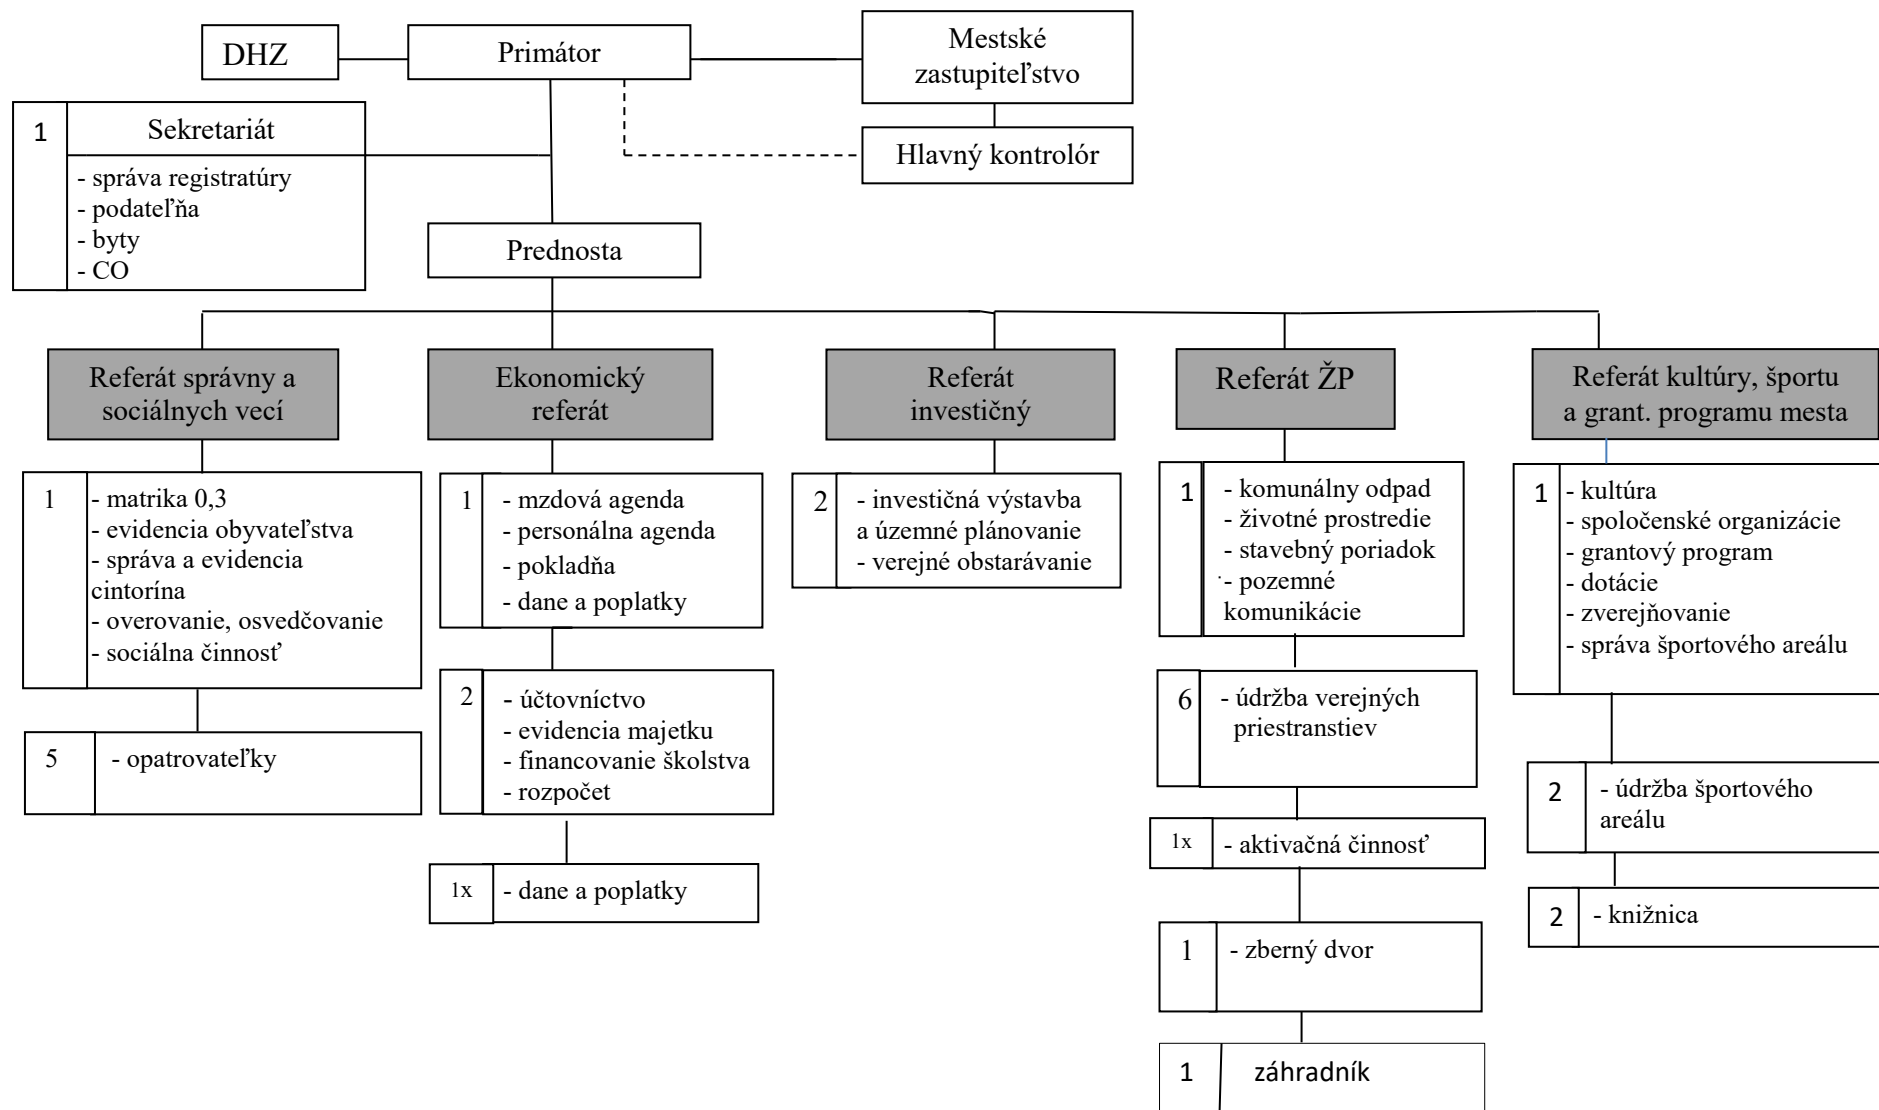 DHZ
Primátor
Mestské
zastupiteľstvo
1
Sekretariát
- správa registratúry
- podateľňa
- byty
- CO
Hlavný kontrolór
Prednosta
Referát správny a
sociálnych vecí
Ekonomický
referát
Referát
investičný
Referát ŽP
Referát kultúry, športu
a grant. programu mesta
1
- matrika 0,3
- evidencia obyvateľstva
- správa a evidencia
cintorína
- overovanie, osvedčovanie
- sociálna činnosť
5
- opatrovateľky
1
- mzdová agenda
- personálna agenda
- pokladňa
- dane a poplatky
2
- účtovníctvo
- evidencia majetku
- financovanie školstva
- rozpočet
1x
- dane a poplatky
2
- investičná výstavba
a územné plánovanie
- verejné obstarávanie
1
- komunálny odpad
- životné prostredie
- stavebný poriadok
- pozemné
komunikácie
6
- údržba verejných
priestranstiev
1x
- aktivačná činnosť
1
- zberný dvor
1
záhradník
1
- kultúra
- spoločenské organizácie
- grantový program
- dotácie
- zverejňovanie
- správa športového areálu
2
- údržba športového
areálu
2
- knižnica